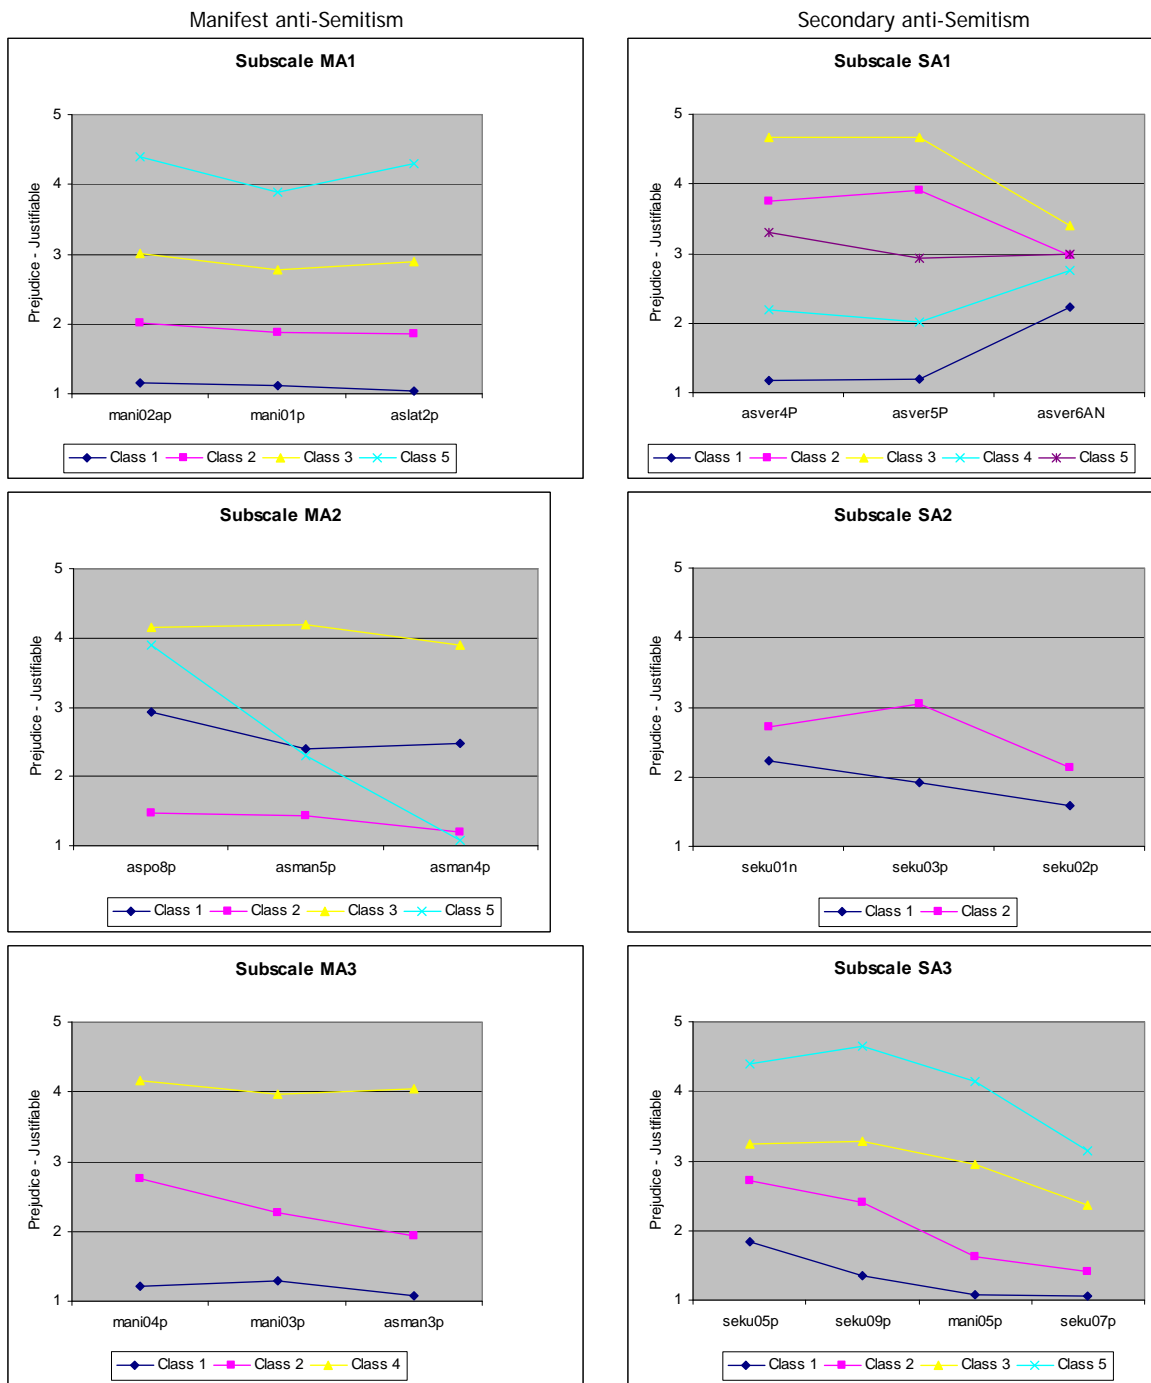 Manifest anti-Semitism
Secondary anti-Semitism
Subscale MA1
Prejudice - Justifiable
5
4
3
2
1
mani02ap mani01p aslat2p
Class 1 Class 2 Class 3 Class 5
Subscale SA1
Prejudice - Justifiable
5
4
3
2
1
asver4P asver5P asver6AN
Class 1 Class 2 Class 3 Class 4 Class 5
Subscale MA2
Prejudice - Justifiable
5
4
3
2
1
aspo8p asman5p asman4p
Class 1 Class 2 Class 3 Class 5
Subscale SA2
Prejudice - Justifiable
5
4
3
2
1
seku01n seku03p seku02p
Class 1 Class 2
Subscale MA3
Prejudice - Justifiable
5
4
3
2
1
mani04p mani03p asman3p
Class 1 Class 2 Class 4
Subscale SA3
Prejudice - Justifiable
5
4
3
2
1
seku05p seku09p mani05p seku07p
Class 1 Class 2 Class 3 Class 5